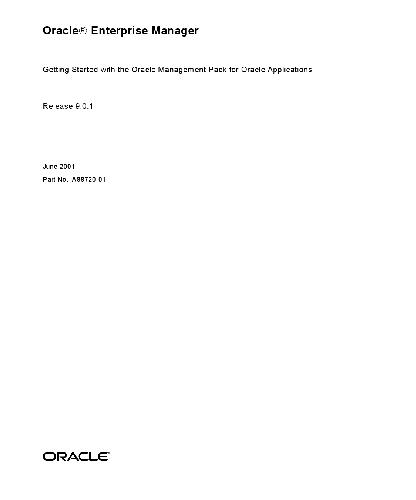 Oracle® Enterprise Manager
Getting Started with the Oracle Management Pack for Oracle Applications
Release 9.0.1
June 2001
Part No. A88720-01
ORACLE®